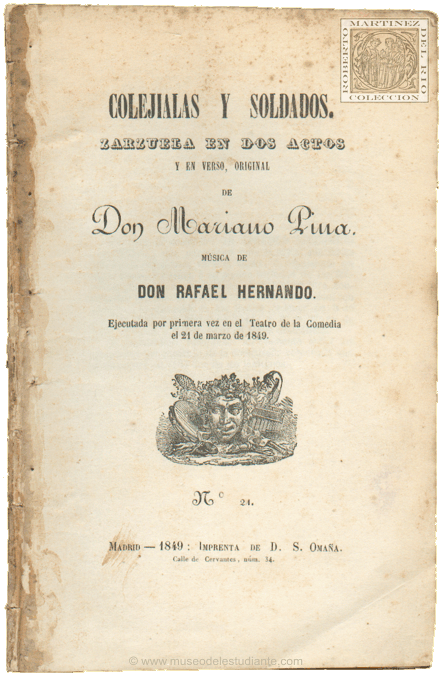 ROBERTO MARTINEZ DEL RIO
COLECCION
COLEJIALAS Y SOLDADOS.
ZARZUELA EN DOS ACTOS
Y EN VERSO, ORIGINAL
DE
Don Mariano Pina.
MÚSICA DE
DON RAFAEL HERNANDO.
Ejecutada por primera vez en el Teatro de la Comedia
el 21 de marzo de 1849.
Nº 21.
MADRID — 1849: IMPRENTA DE D. S. OMAÑA.
Calle de Cervantes, núm. 34.
© www.museodelestudiante.com